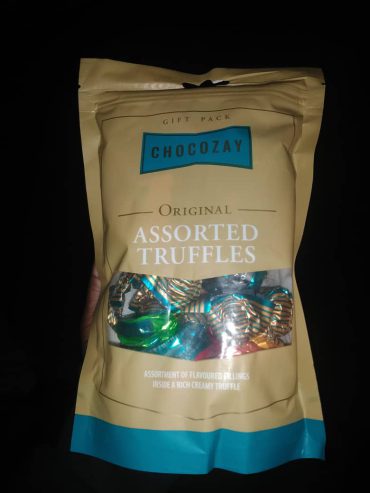 GIFT PACK
CHOCOZAY
ORIGINAL
ASSORTED
TRUFFLES
ASSORTMENT OF FLAVOURED FILLINGS
INSIDE A RICH CREAMY TRUFFLE